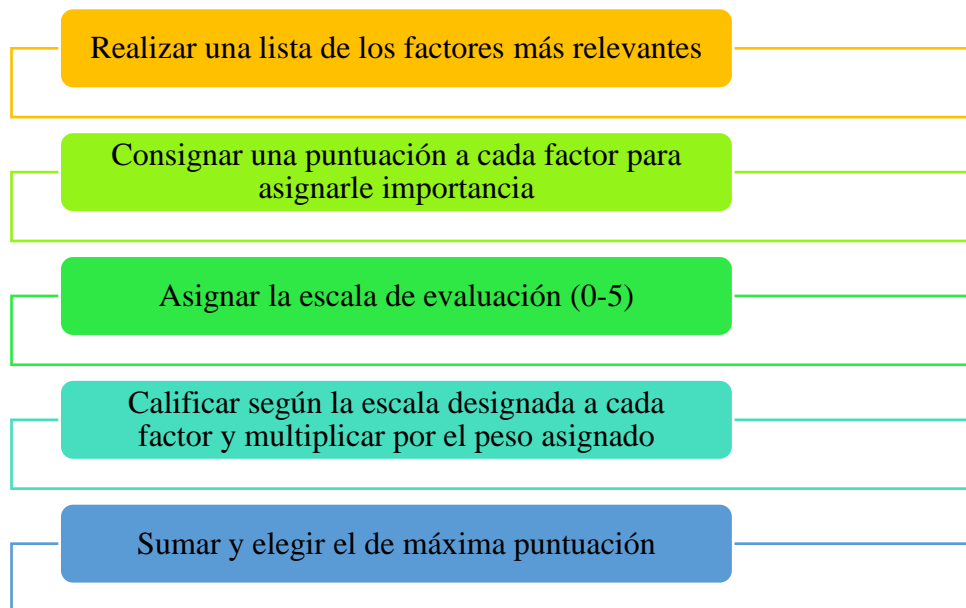 Realizar una lista de los factores más relevantes
Consignar una puntuación a cada factor para
asignarle importancia
Asignar la escala de evaluación (0-5)
Calificar según la escala designada a cada
factor y multiplicar por el peso asignado
Sumar y elegir el de máxima puntuación